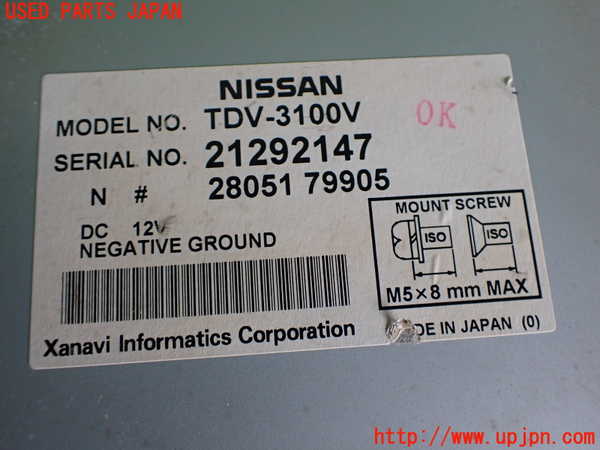 USED PARTS JAPAN
NISSAN
MODEL NO. TDV-3100V
OK
SERIAL NO. 21292147
N # 28051 79905
DC 12V
NEGATIVE GROUND
MOUNT SCREW
ISO ISO
M5×8 mm MAX
Xanavi Informatics Corporation
DE IN JAPAN (0)
http://www.upjpn.com